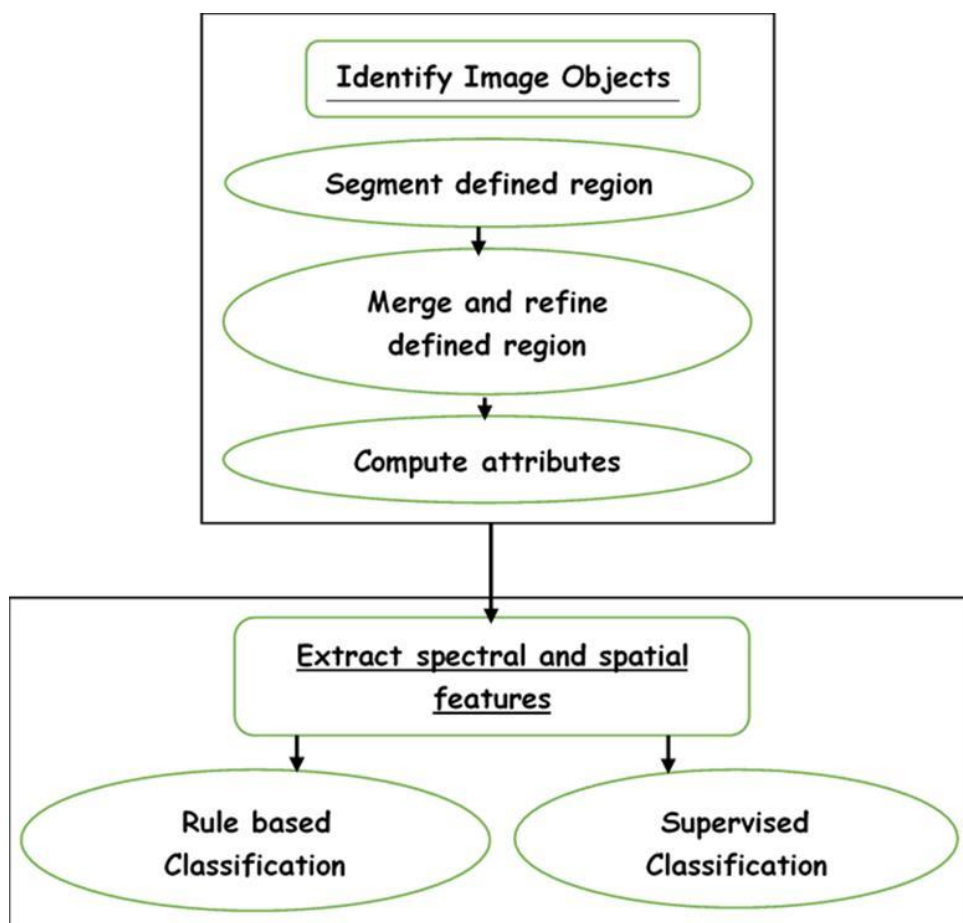 Identify Image Objects
Segment defined region
Merge and refine
defined region
Compute attributes
Extract spectral and spatial
features
Rule based
Classification
Supervised
Classification